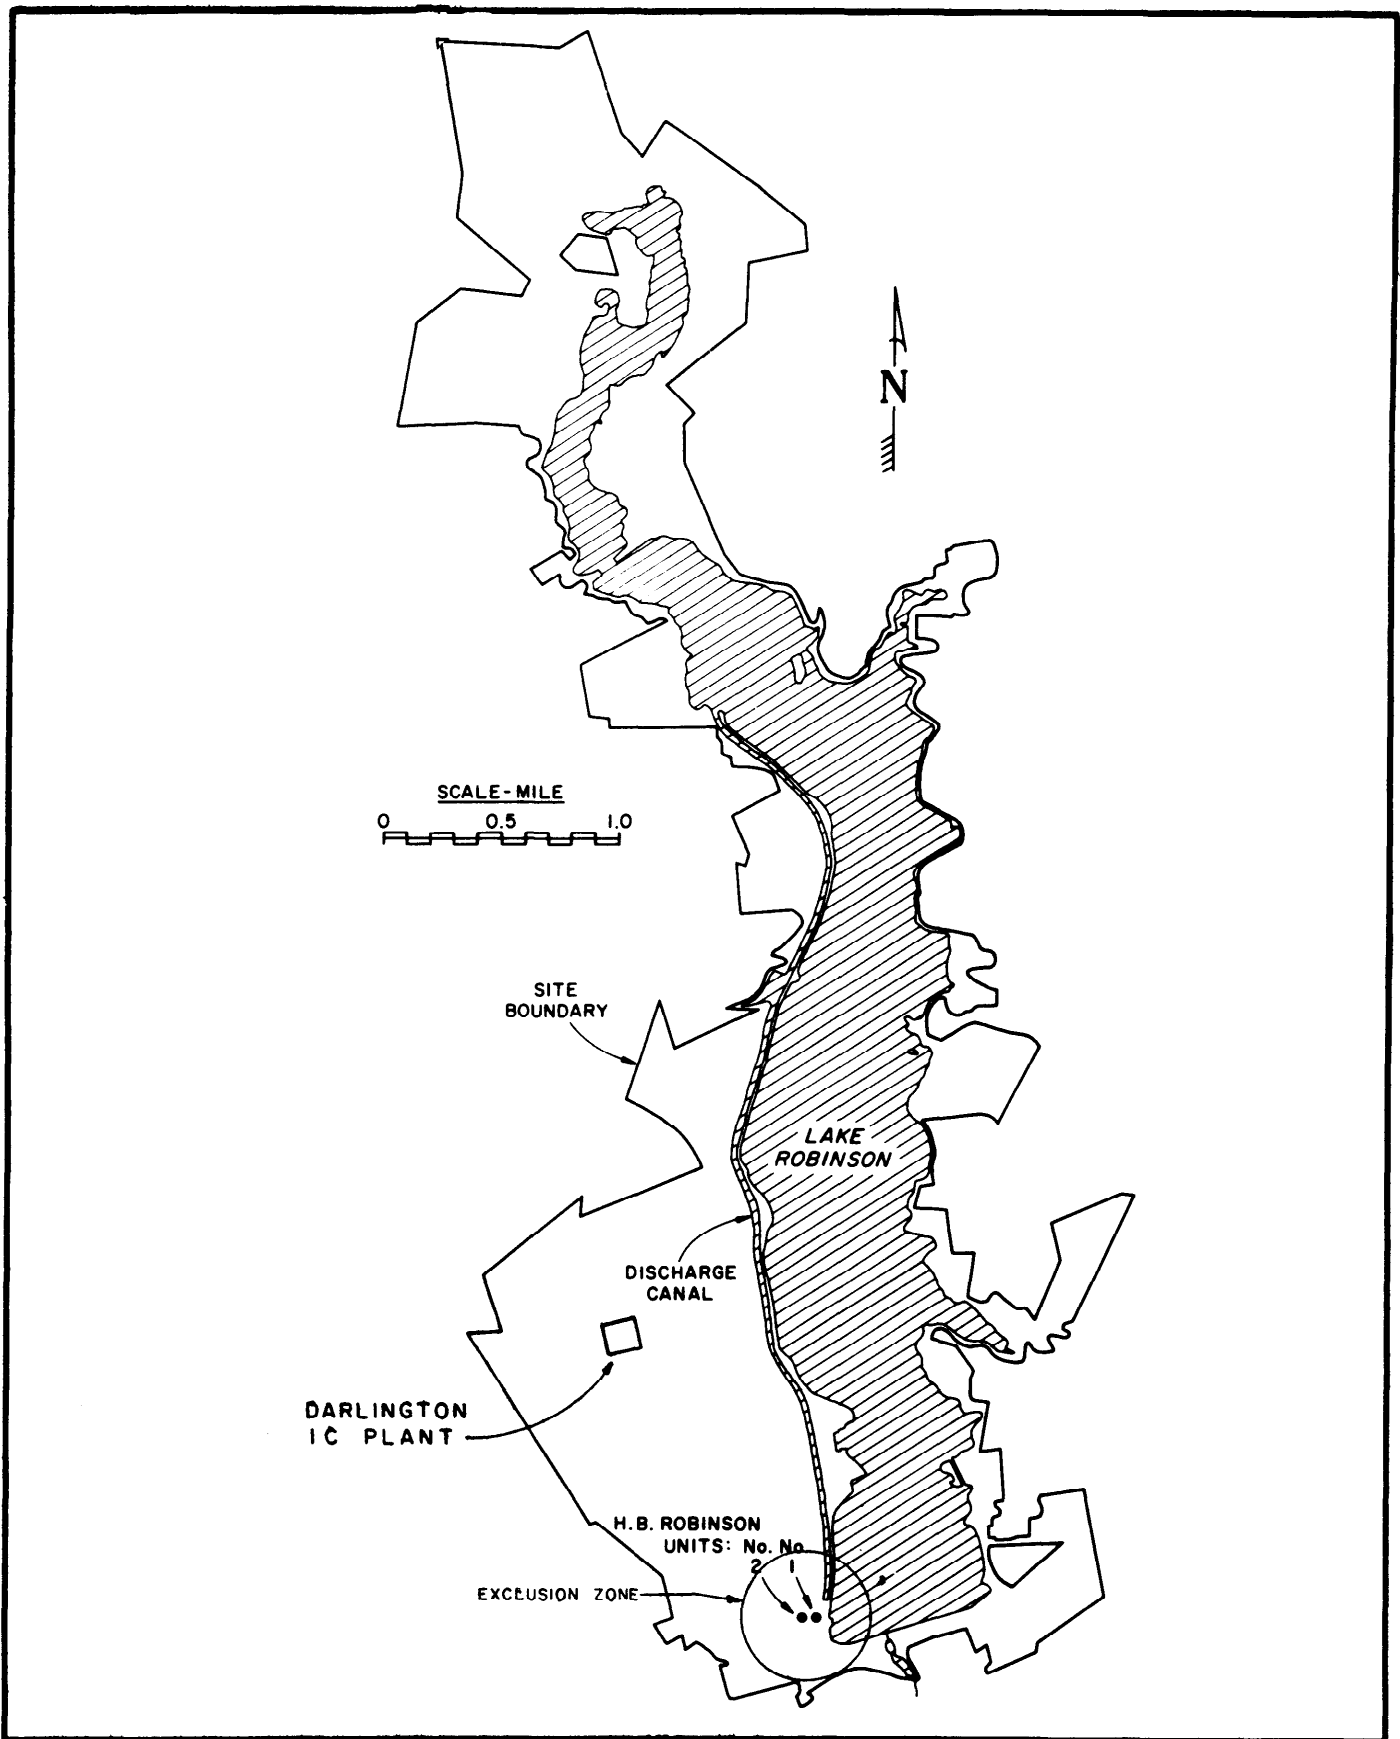 N
SCALE-MILE
0 0.5 1.0
SITE
BOUNDARY
LAKE
ROBINSON
DISCHARGE
CANAL
DARLINGTON
IC PLANT
H.B. ROBINSON
UNITS: No. No.
2 1
EXCLUSION ZONE